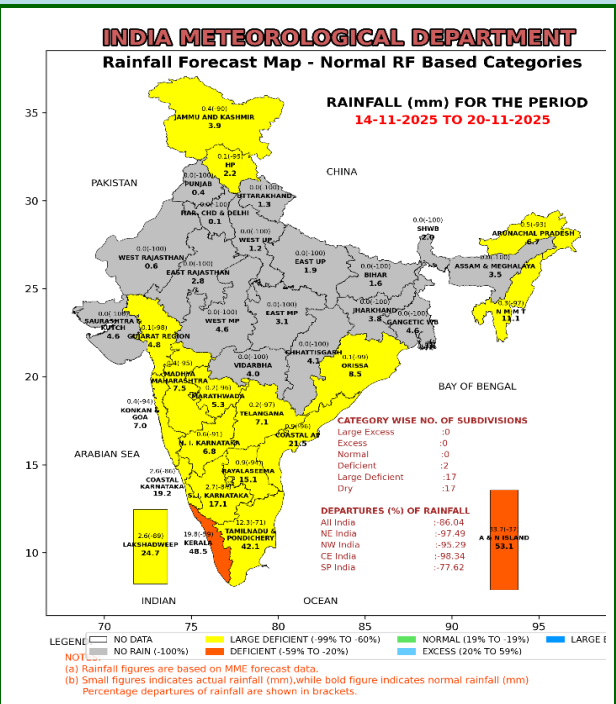 INDIA METEOROLOGICAL DEPARTMENT
Rainfall Forecast Map - Normal RF Based Categories
RAINFALL (mm) FOR THE PERIOD
14-11-2025 TO 20-11-2025
35
30
25
20
15
10
70
75
80
85
90
95
PAKISTAN
CHINA
ARABIAN SEA
BAY OF BENGAL
INDIAN
OCEAN
0.4(-90)
JAMMU AND KASHMIR
3.9
HP
2.2
0.0(-100)
PUNJAB
0.4
0.0(-100)
UTTARAKHAND
1.3
HAR. CHD & DELHI
0.1
0.0(-100)
WEST UP
1.2
0.0(-100)
EAST UP
1.9
0.0(-100)
WEST RAJASTHAN
0.6
0.0(-100)
EAST RAJASTHAN
2.8
0.0(-100)
BIHAR
1.6
0.0(-100)
SHWB
2.0
0.5(-93)
ARUNACHAL PRADESH
6.7
ASSAM & MEGHALAYA
3.5
N M M T
11.1
0.0(-100)
JHARKHAND
3.8
0.0(-100)
GANGETIC WB
4.6
SAURASHTRA &
KUTCH
4.6
0.1(-98)
GUJARAT REGION
4.8
0.0(-100)
WEST MP
4.6
0.0(-100)
EAST MP
3.1
0.0(-100)
CHHATTISGARH
4.1
0.1(-99)
ORISSA
8.5
0.0(-100)
VIDARBHA
4.0
MADHYA
MAHARASHTRA
7.5
0.2(-96)
MARATHWADA
5.3
0.4(-94)
KONKAN &
GOA
7.0
0.2(-97)
TELANGANA
7.1
COASTAL AP
21.5
0.6(-91)
N. I. KARNATAKA
6.8
RAYALASEEMA
15.1
2.6(-86)
COASTAL
KARNATAKA
19.2
S. I. KARNATAKA
17.1
12.3(-71)
TAMILNADU &
PONDICHERY
42.1
19.8(-59)
KERALA
48.5
2.6(-89)
LAKSHADWEEP
24.7
A & N ISLAND
53.1
CATEGORY WISE NO. OF SUBDIVISIONS
Large Excess :0
Excess :0
Normal :0
Deficient :2
Large Deficient :17
Dry :17
DEPARTURES (%) OF RAINFALL
All India :-86.04
NE India :-97.49
NW India :-95.29
CE India :-98.34
SP India :-77.62
LEGEND
NO DATA LARGE DEFICIENT (-99% TO -60%) NORMAL (19% TO -19%) LARGE E
NO RAIN (-100%) DEFICIENT (-59% TO -20%) EXCESS (20% TO 59%)
NOTES:
(a) Rainfall figures are based on MME forecast data.
(b) Small figures indicates actual rainfall (mm),while bold figure indicates normal rainfall (mm)
Percentage departures of rainfall are shown in brackets.